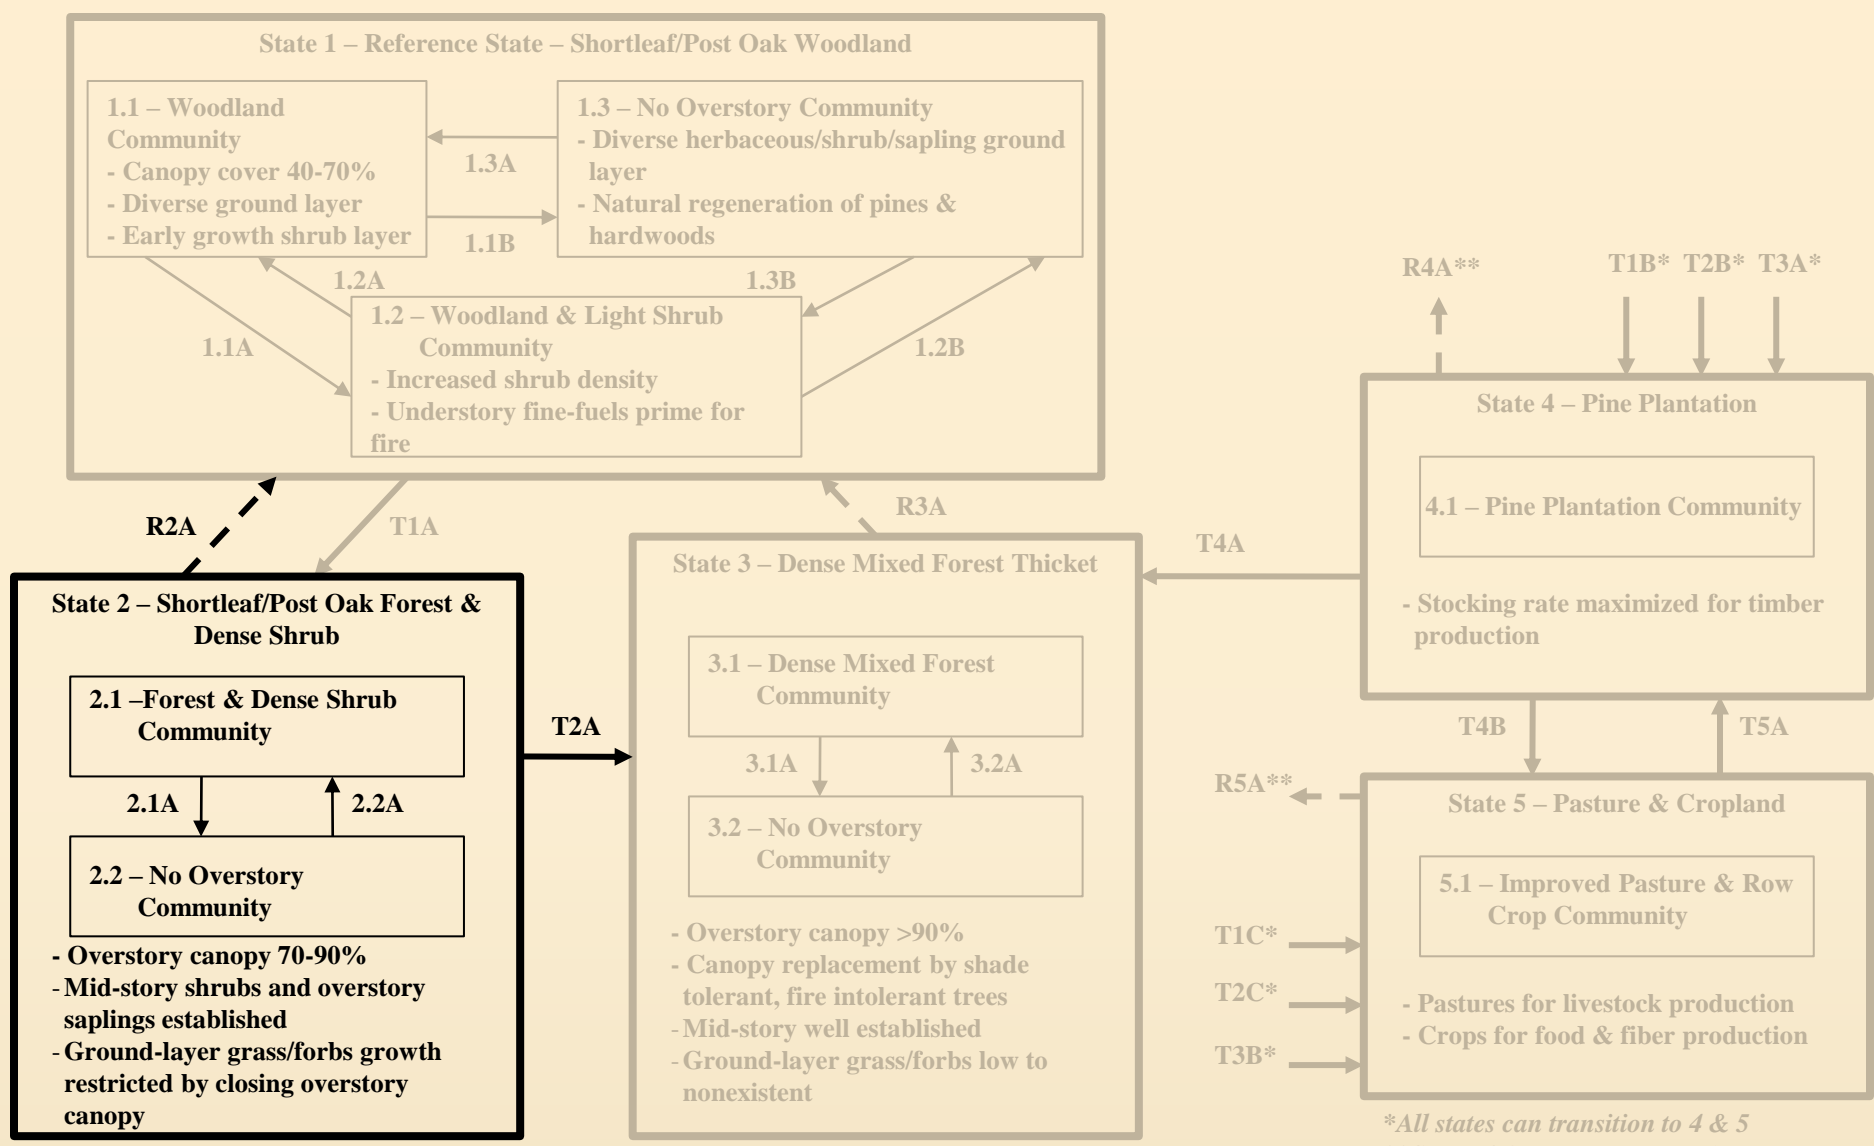 State 1 – Reference State – Shortleaf/Post Oak Woodland
1.1 – Woodland
Community
- Canopy cover 40-70%
- Diverse ground layer
- Early growth shrub layer
1.3A
1.1B
1.3 – No Overstory Community
- Diverse herbaceous/shrub/sapling ground
layer
- Natural regeneration of pines &
hardwoods
1.2A
1.3B
1.1A
1.2 – Woodland & Light Shrub
Community
- Increased shrub density
- Understory fine-fuels prime for
fire
1.2B
R2A
T1A
R3A
State 2 – Shortleaf/Post Oak Forest &
Dense Shrub
2.1 –Forest & Dense Shrub
Community
2.1A
2.2A
2.2 – No Overstory
Community
- Overstory canopy 70-90%
- Mid-story shrubs and overstory
saplings established
- Ground-layer grass/forbs growth
restricted by closing overstory
canopy
T2A
State 3 – Dense Mixed Forest Thicket
3.1 – Dense Mixed Forest
Community
3.1A
3.2A
3.2 – No Overstory
Community
- Overstory canopy >90%
- Canopy replacement by shade
tolerant, fire intolerant trees
- Mid-story well established
- Ground-layer grass/forbs low to
nonexistent
T4A
R4A**
T1B*
T2B*
T3A*
State 4 – Pine Plantation
4.1 – Pine Plantation Community
- Stocking rate maximized for timber
production
T4B
T5A
R5A**
State 5 – Pasture & Cropland
5.1 – Improved Pasture & Row
Crop Community
T1C*
T2C*
T3B*
- Pastures for livestock production
- Crops for food & fiber production
*All states can transition to 4 & 5